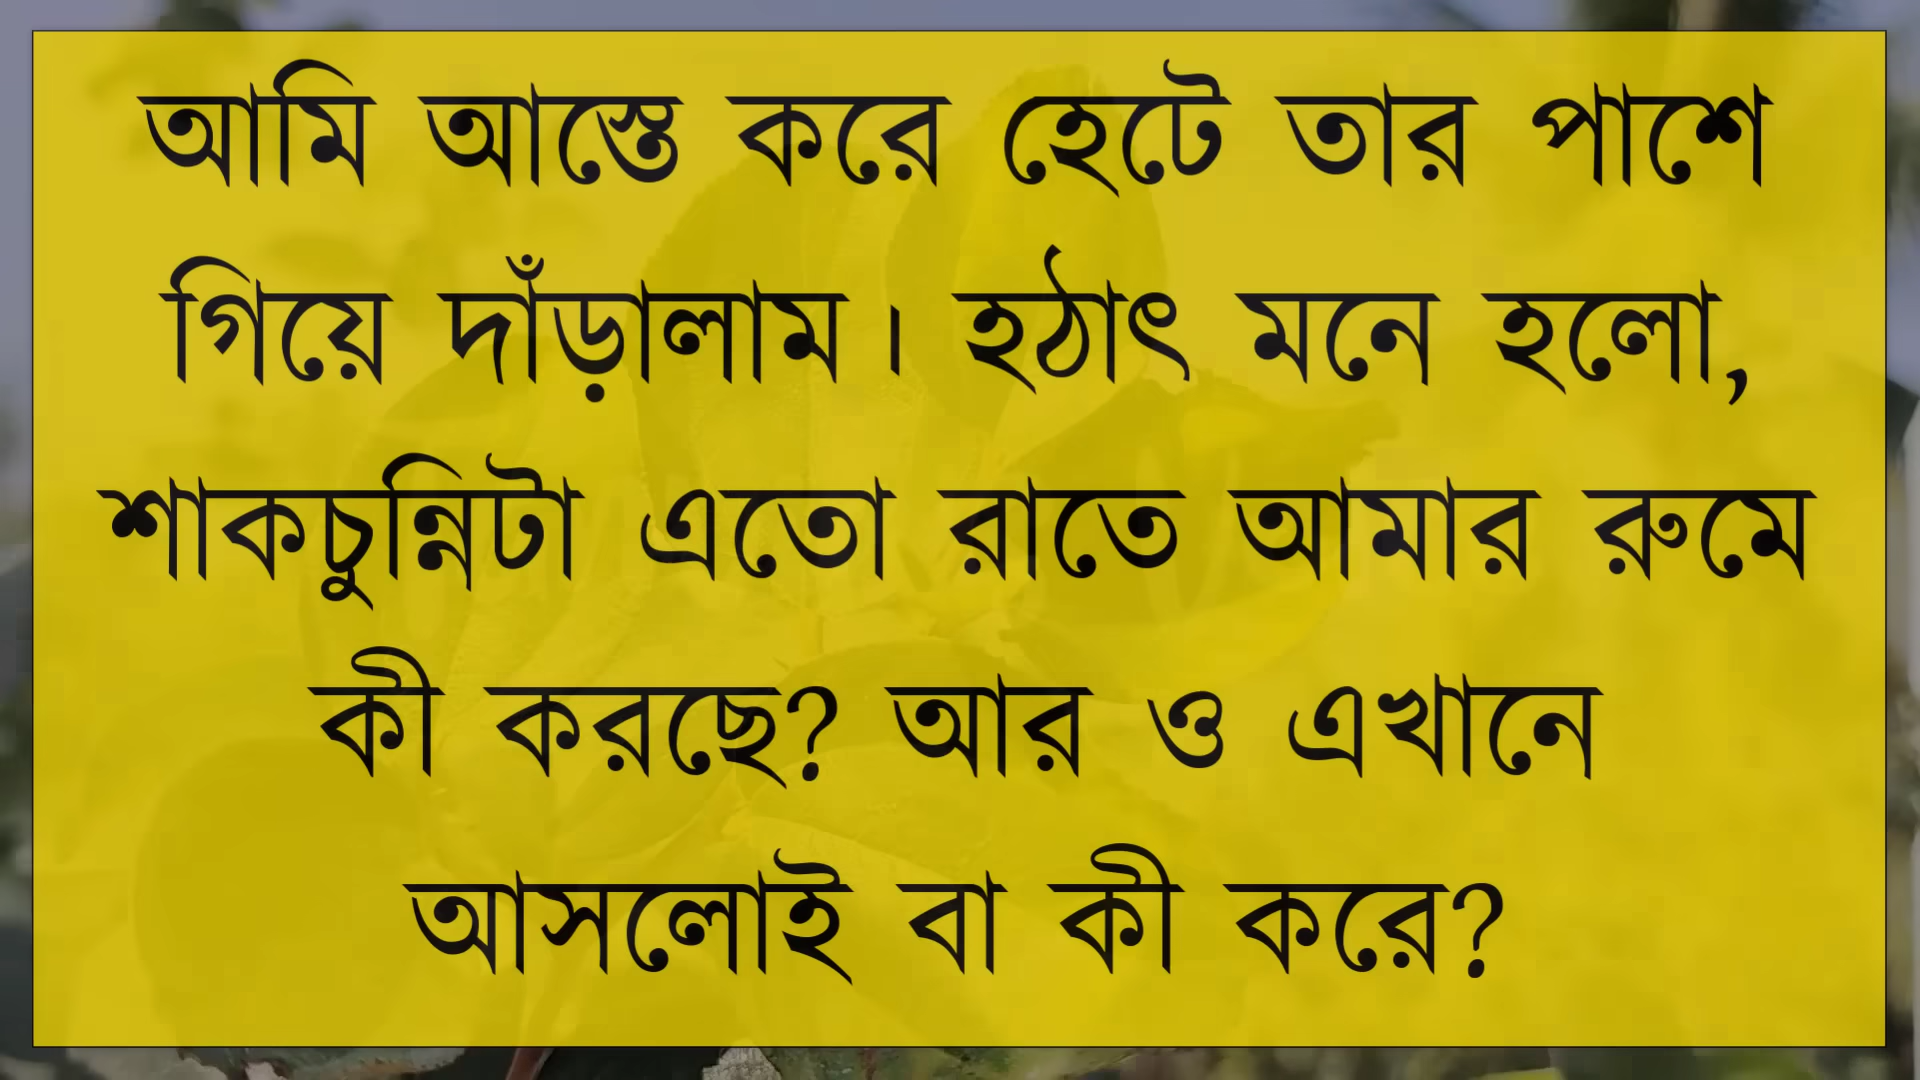 আমি আস্তে করে হেটে তার পাশে
গিয়ে দাঁড়ালাম। হঠাৎ মনে হলো,
শাকচুন্নিটা এতো রাতে আমার রুমে
কী করছে? আর ও এখানে
আসলোই বা কী করে?